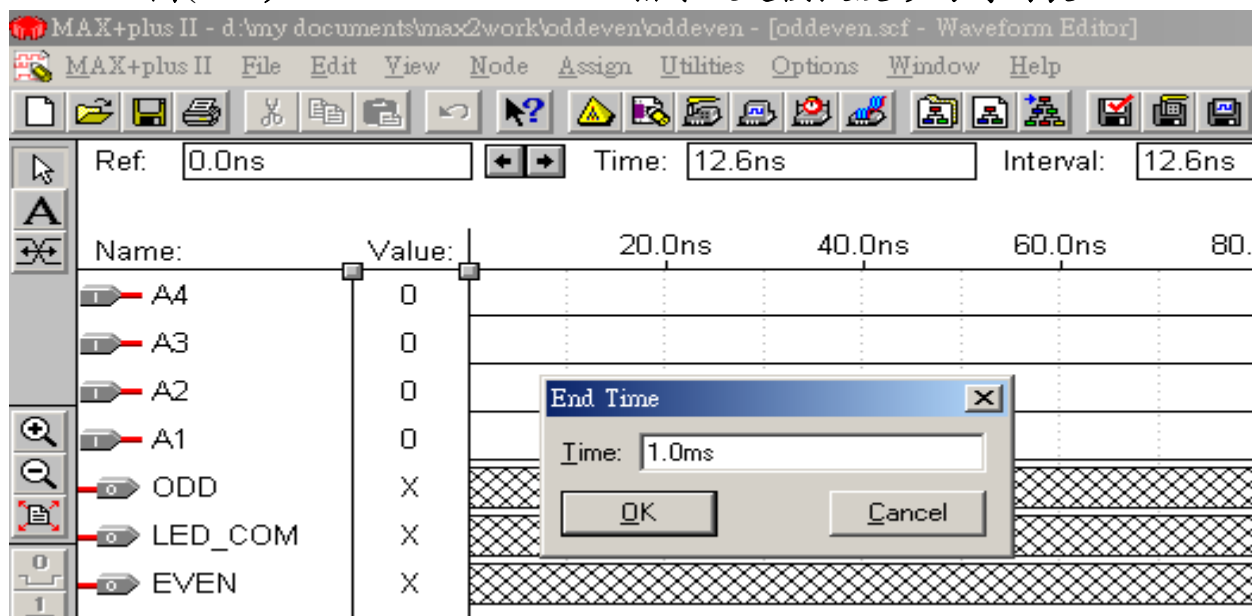 MAX+plus II - d:\my documents\max2work\oddeven\oddeven - [oddeven.scf - Waveform Editor]
MAX+plus II File Edit View Node Assign Utilities Options Window Help
Ref: 0.0ns Time: 12.6ns Interval: 12.6ns
A
Name: Value: 20.0ns 40.0ns 60.0ns 80.
A4 0
A3 0
A2 0
A1 0
ODD X
LED_COM X
EVEN X
End Time
Time: 1.0ms
OK Cancel
0
1